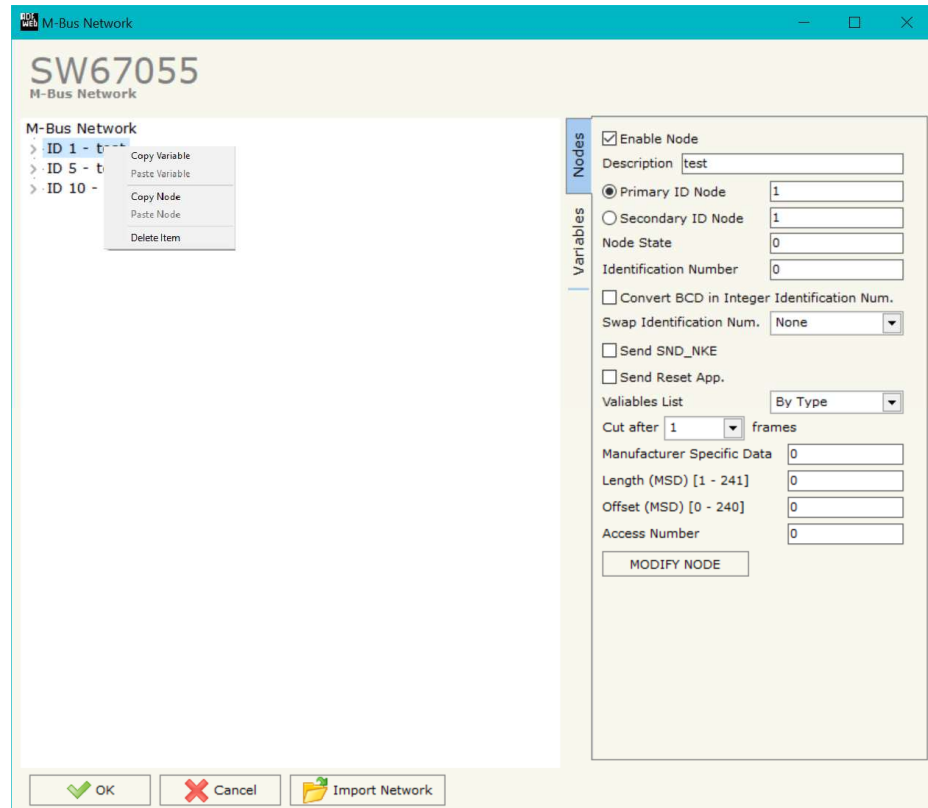 ADF
WEB M-Bus Network
SW67055
M-Bus Network
M-Bus Network
ID 1 - test
ID 5 - t
ID 10 -
Copy Variable
Paste Variable
Copy Node
Paste Node
Delete Item
Nodes
Variables
Enable Node
Description test
Primary ID Node 1
Secondary ID Node 1
Node State 0
Identification Number 0
Convert BCD in Integer Identification Num.
Swap Identification Num. None
Send SND_NKE
Send Reset App.
Valiables List By Type
Cut after 1 frames
Manufacturer Specific Data 0
Length (MSD) [1 - 241] 0
Offset (MSD) [0 - 240] 0
Access Number 0
MODIFY NODE
OK Cancel Import Network